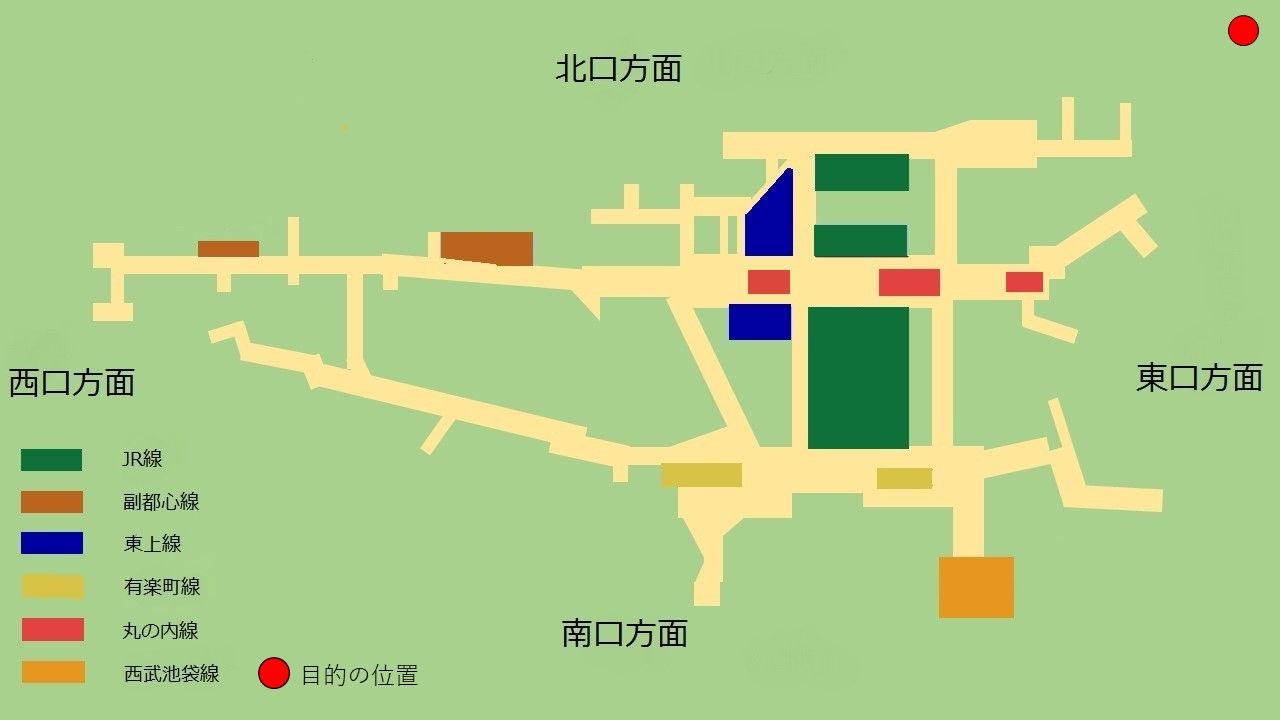 北口方面
西口方面
東口方面
南口方面
JR線
副都心線
東上線
有楽町線
丸の内線
西武池袋線
目的の位置